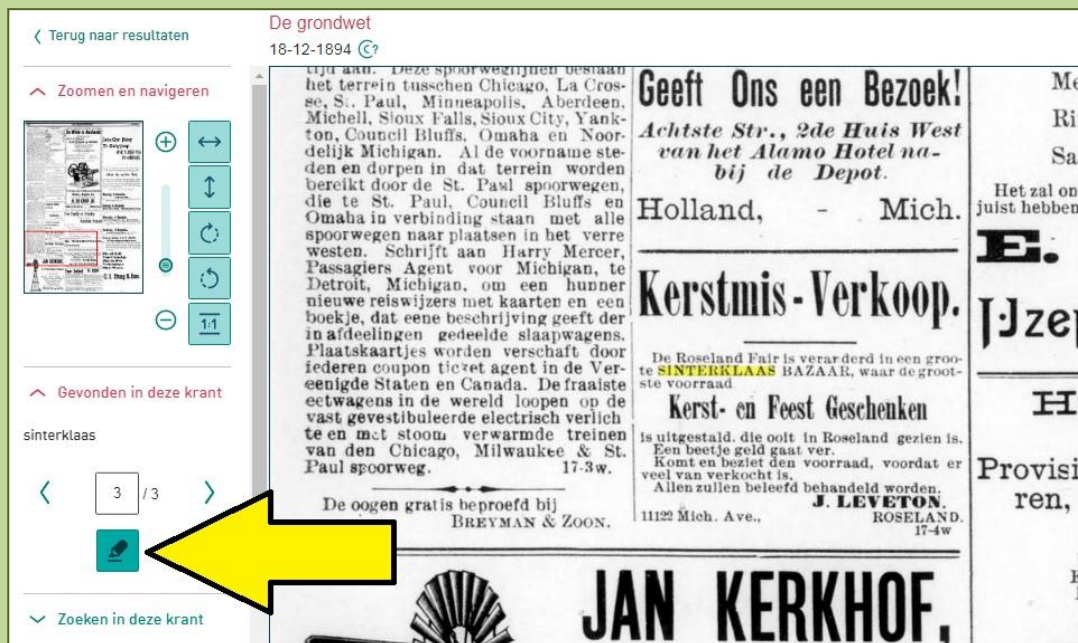 Terug naar resultaten
De grondwet
18-12-1894
Zoomen en navigeren
1:1
Gevonden in deze krant
sinterklaas
3 /3
Zoeken in deze krant
tijd aan. Deze spoorweglijnen bestaan
het terrein tusschen Chicago, La Cros-
se, S.. Paul, Minneapolis, Aberdeen,
Michell, Sioux Falls, Sioux City, Yank-
ton, Council Bluffs, Omaha en Noor-
delijk Michigan. Al de voorname ste-
den en dorpen in dat terrein worden
bereikt door de St. Paul spoorwegen,
die te St. Paul, Council Bluffs en
Omaha in verbinding staan met alle
spoorwegen naar plaatsen in het verre
westen. Schrijft aan Harry Mercer,
Passagiers Agent voor Michigan, te
Detroit, Michigan, om een hunner
nieuwe reiswijzers met kaarten en een
boekje, dat eene beschrijving geeft der
in afdeelingen gedeelde slaapwagens.
Plaatskaartjes worden verschaft door
iederen coupon ticket agent in de Ver-
eenigde Staten en Canada. De fraaiste
eetwagens in de wereld loopen op de
vast gevestibuleerde electrisch verlich
te en met stoom verwarmde treinen
van den Chicago, Milwaukee & St.
Paul spoorweg. 17-3w.
De oogen gratis beproefd bij
BREYMAN & ZOON.
Geeft Ons een Bezoek!
Achtste Str., 2de Huis West
van het Alamo Hotel na-
bij de Depot.
Holland, - Mich.
Kerstmis-Verkoop.
De Roseland Fair is verarderd in een groo-
te SINTERKLAAS BAZAAR, waar de groot-
ste voorraad
Kerst- en Feest Geschenken
is uitgestald. die ooit in Roseland gezien is.
Een beetje geld gaat ver.
Komt en beziet den voorraad, voordat er
veel van verkocht is.
Allen zullen beleefd behandeld worden.
J. LEVETON.
11122 Mich. Ave., ROSELAND.
17-4w
JAN KERKHOF,
Me
Ri
Sa
Het zal on
juist hebben
E.
IJzep
H
Provisi
ren,